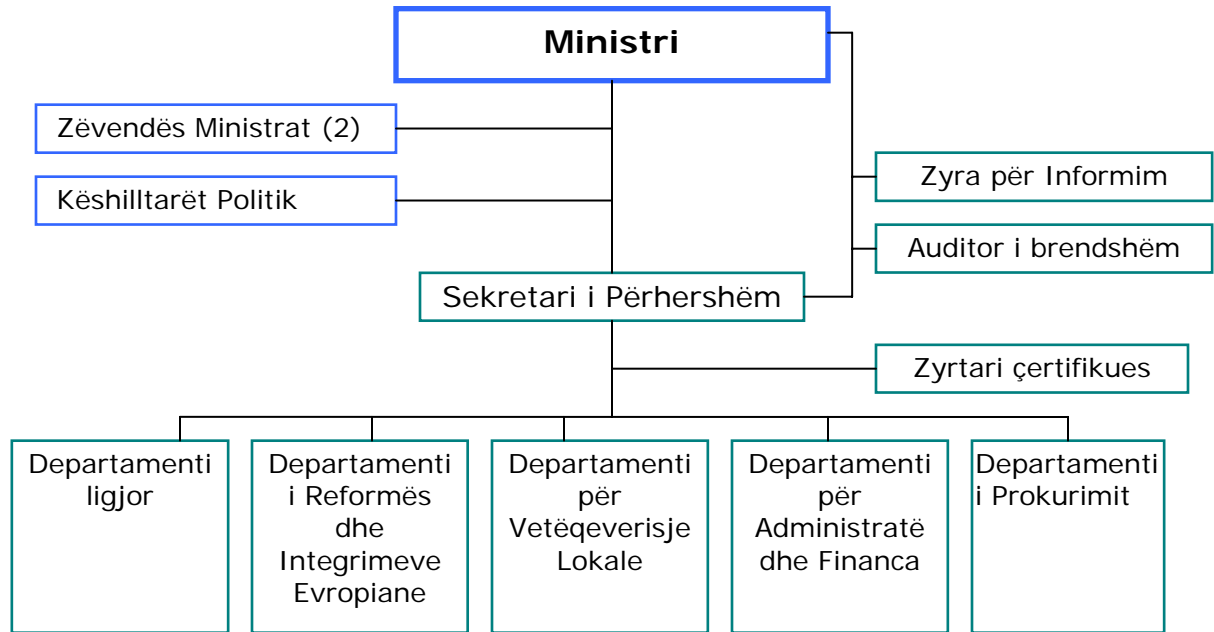 Ministri
Zëvendës Ministrat (2)
Këshilltarët Politik
Zyra për Informim
Auditor i brendshëm
Sekretari i Përhershëm
Zyrtari çertifikues
Departamenti
ligjor
Departamenti
i Reformës
dhe
Integrimeve
Evropiane
Departamenti
për
Vetëqeverisje
Lokale
Departamenti
për
Administratë
dhe Financa
Departamenti
i Prokurimit